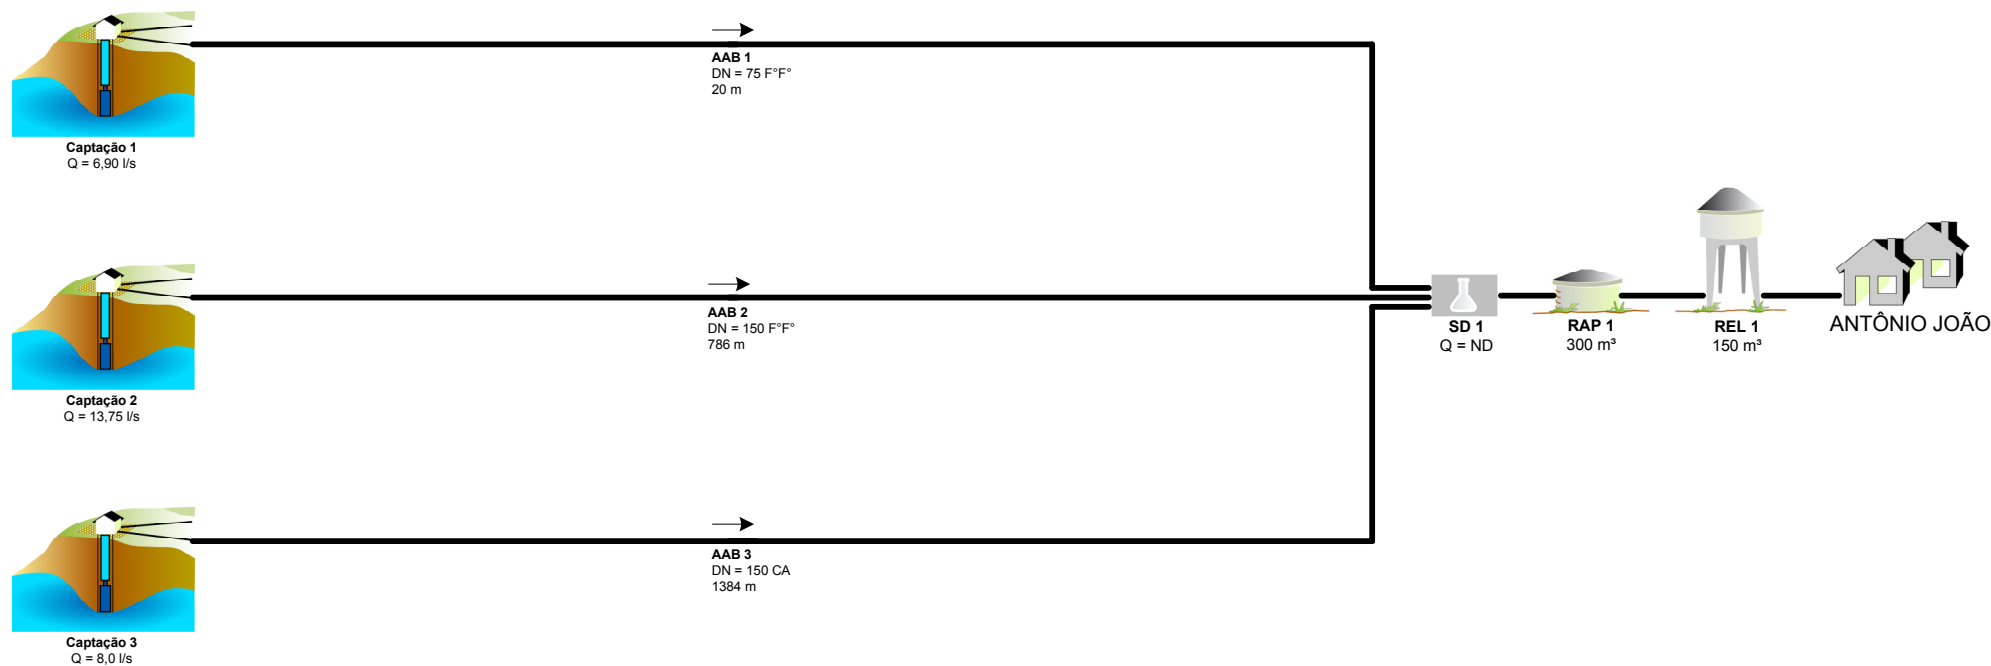 AAB 1
DN = 75 F°F°
20 m
Captação 1
Q = 6,90 l/s
AAB 2
DN = 150 F°F°
786 m
Captação 2
Q = 13,75 l/s
SD 1
Q = ND
RAP 1
300 m³
REL 1
150 m³
ANTÔNIO JOÃO
AAB 3
DN = 150 CA
1384 m
Captação 3
Q = 8,0 l/s